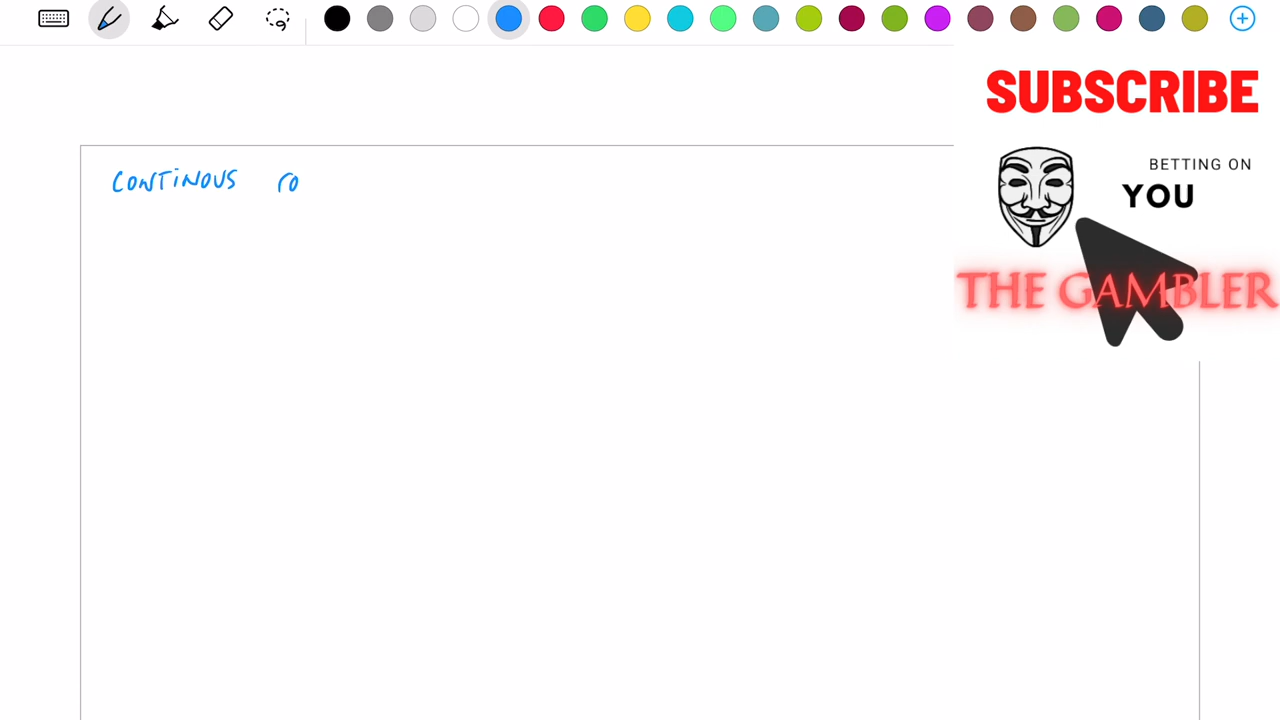 SUBSCRIBE
BETTING ON
YOU
THE GAMBLER
CONTINOUS